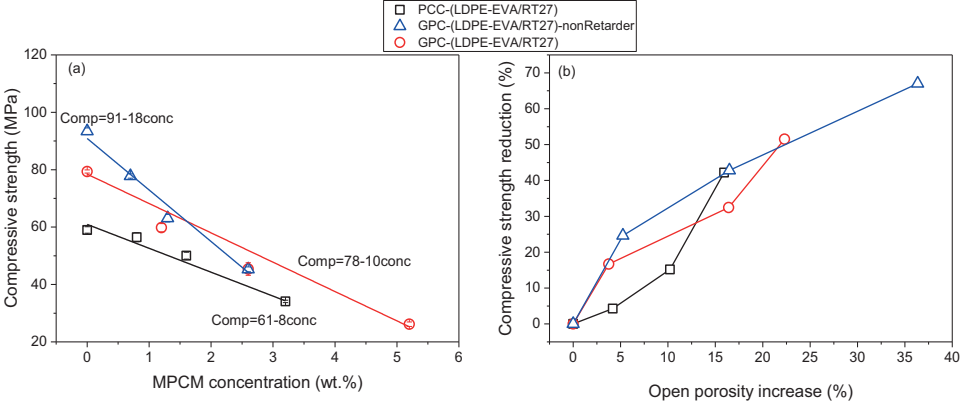 PCC-(LDPE-EVA/RT27)
GPC-(LDPE-EVA/RT27)-nonRetarder
GPC-(LDPE-EVA/RT27)
(a)
Compressive strength (MPa)
120
100
80
60
40
20
Comp=91-18conc
Comp=78-10conc
Comp=61-8conc
0 1 2 3 4 5 6
MPCM concentration (wt.%)
(b)
Compressive strength reduction (%)
70
60
50
40
30
20
10
0
0 5 10 15 20 25 30 35 40
Open porosity increase (%)